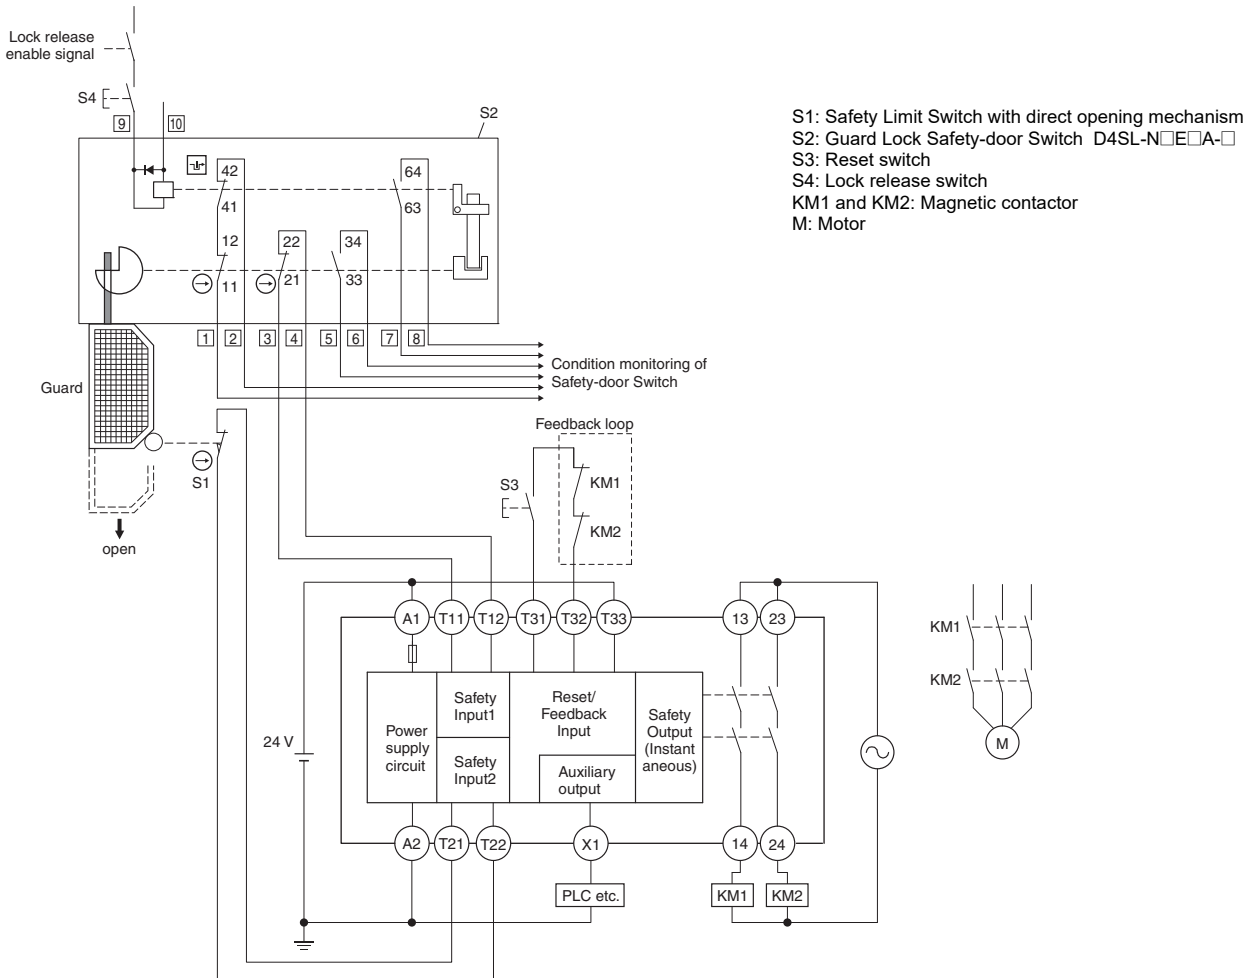 Lock release
enable signal
S4
9
10
S2
42
41
64
63
12
11
22
21
34
33
1
2
3
4
5
6
7
8
Condition monitoring of
Safety-door Switch
Guard
S1
open
S1: Safety Limit Switch with direct opening mechanism
S2: Guard Lock Safety-door Switch D4SL-N□E□A-□
S3: Reset switch
S4: Lock release switch
KM1 and KM2: Magnetic contactor
M: Motor
Feedback loop
S3
KM1
KM2
A1
T11
T12
T31
T32
T33
13
23
24 V
Power
supply
circuit
Safety
Input1
Safety
Input2
Reset/
Feedback
Input
Auxiliary
output
Safety
Output
(Instant
aneous)
A2
T21
T22
X1
14
24
PLC etc.
KM1
KM2
KM1
KM2
M